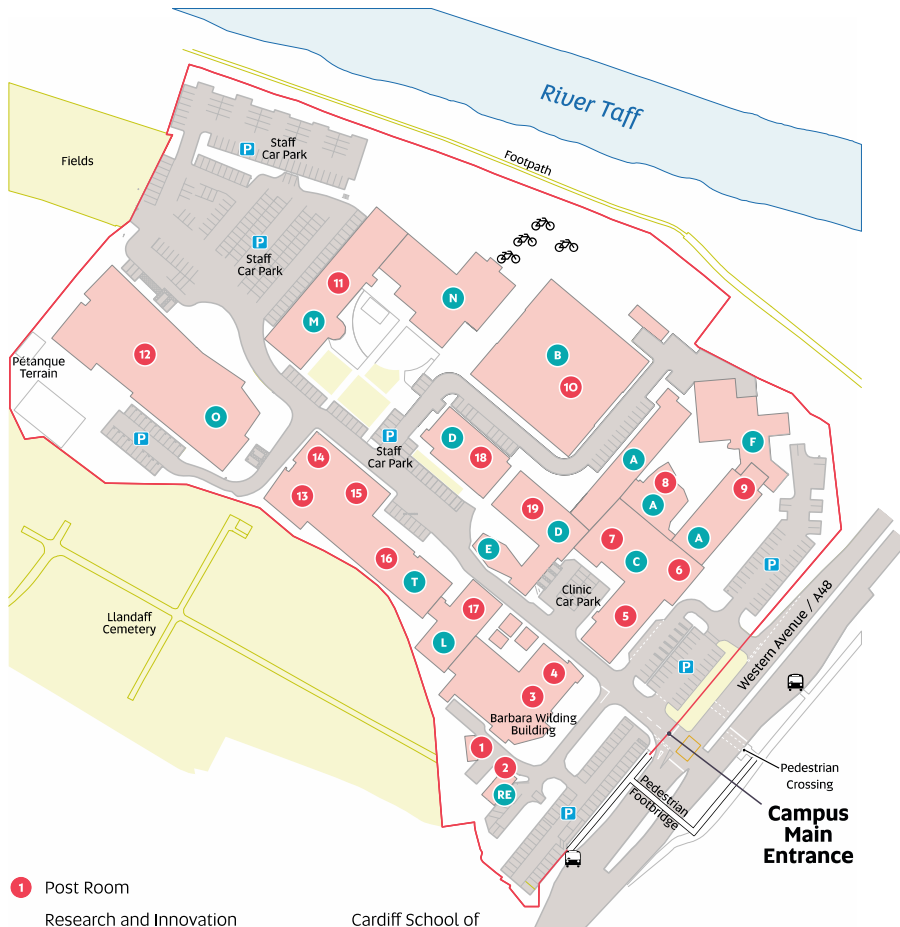 River Taff
Footpath
Fields
P
Staff
Car Park
P
Staff
Car Park
11
M
N
B
10
12
O
Pétanque
Terrain
P
P
Staff
Car Park
D
18
A
F
8
9
A
14
13
15
19
D
7
A
E
C
6
16
T
Clinic
Car Park
5
P
17
L
Llandaff
Cemetery
Western Avenue / A48
P
4
3
Barbara Wilding
Building
1
2
RE
P
Pedestrian
Footbridge
Pedestrian
Crossing
Campus
Main
Entrance
1 Post Room
Research and Innovation
Cardiff School of